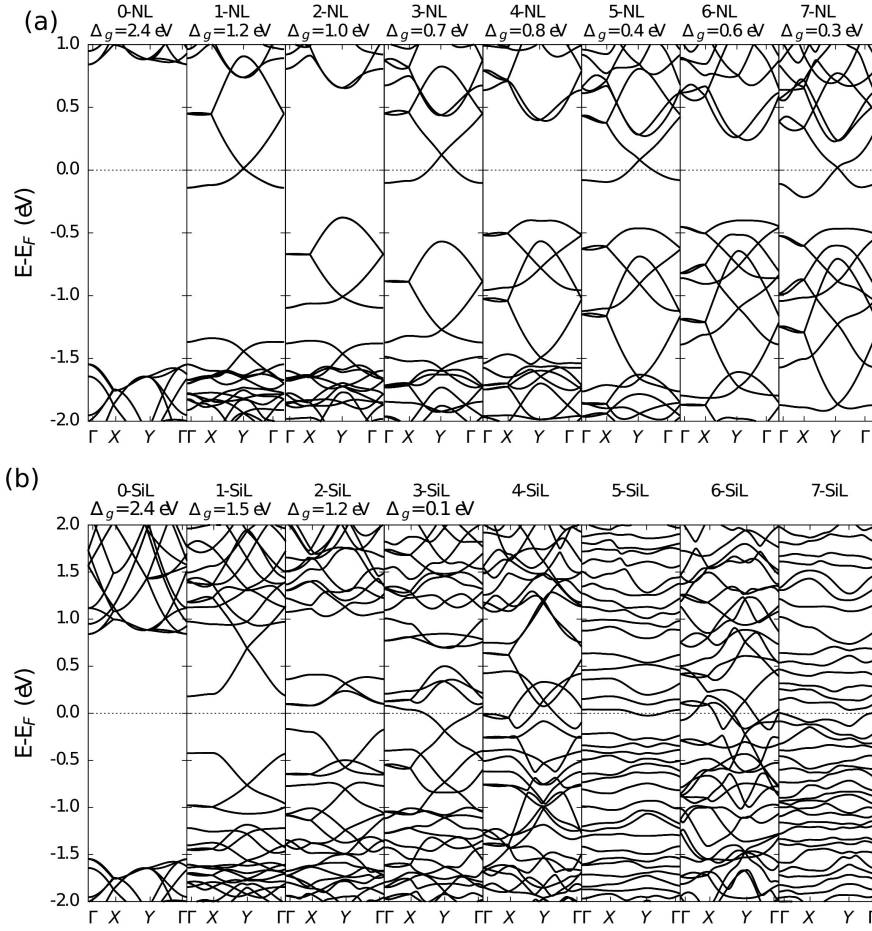 (a)
0-NL 1-NL 2-NL 3-NL 4-NL 5-NL 6-NL 7-NL
Δg=2.4 eV Δg=1.2 eV Δg=1.0 eV Δg=0.7 eV Δg=0.8 eV Δg=0.4 eV Δg=0.6 eV Δg=0.3 eV
1.0
0.5
0.0
-0.5
-1.0
-1.5
-2.0
E-EF (eV)
Γ X Y ΓΓ X Y Γ Γ X Y Γ Γ X Y Γ Γ X Y Γ Γ X Y Γ Γ X Y Γ Γ X Y Γ
(b)
0-SiL 1-SiL 2-SiL 3-SiL 4-SiL 5-SiL 6-SiL 7-SiL
Δg=2.4 eV Δg=1.5 eV Δg=1.2 eV Δg=0.1 eV
2.0
1.5
1.0
0.5
0.0
-0.5
-1.0
-1.5
-2.0
E-EF (eV)
Γ X Y ΓΓ X Y ΓΓ X Y ΓΓ X Y ΓΓ X Y ΓΓ X Y ΓΓ X Y ΓΓ X Y Γ